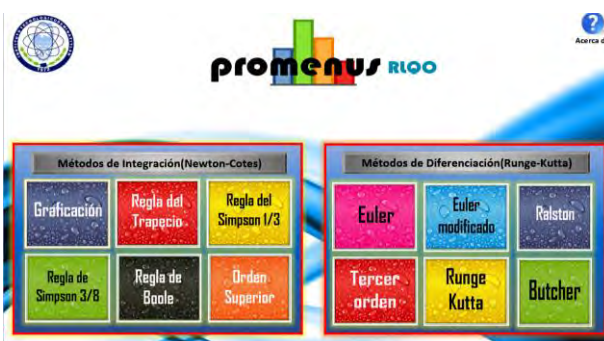 promenus RLQO
Acerca d
Métodos de Integración(Newton-Cotes)
Graficación
Regla del
Trapecio
Regla del
Simpson 1/3
Regla de
Simpson 3/8
Regla de
Boole
Orden
Superior
Métodos de Diferenciación(Runge-Kutta)
Euler
Euler
modificado
Ralston
Tercer
orden
Runge
Kutta
Butcher